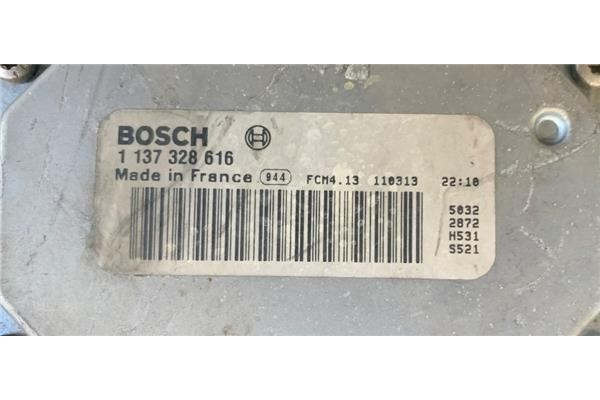 BOSCH
1 137 328 616
Made in France 944 FCM4.13 110313 22:10
5032
2872
H531
S521